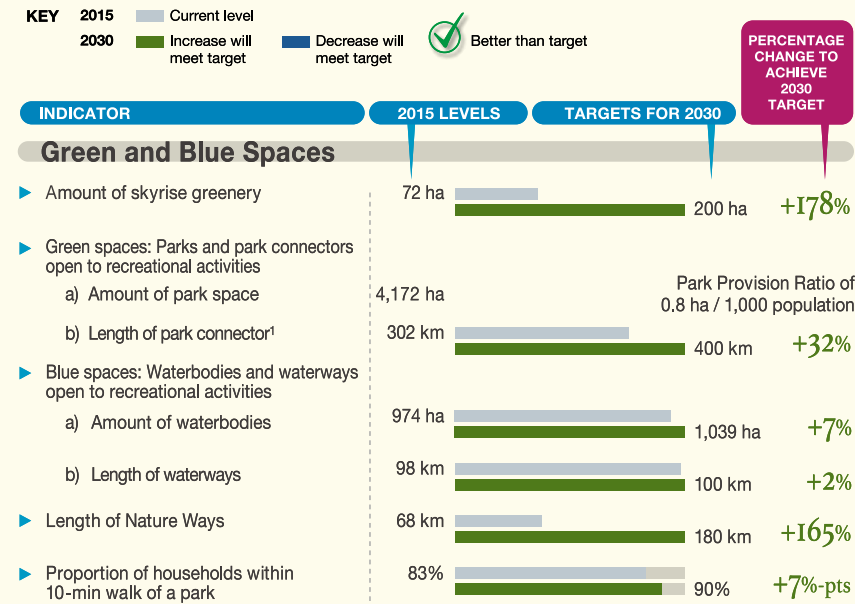 KEY 2015 Current level
2030 Increase will meet target Decrease will meet target Better than target
PERCENTAGE
CHANGE TO
ACHIEVE
2030
TARGET
INDICATOR 2015 LEVELS TARGETS FOR 2030
Green and Blue Spaces
Amount of skyrise greenery 72 ha 200 ha +178%
Green spaces: Parks and park connectors
open to recreational activities
a) Amount of park space 4,172 ha Park Provision Ratio of
0.8 ha / 1,000 population
b) Length of park connector¹ 302 km 400 km +32%
Blue spaces: Waterbodies and waterways
open to recreational activities
a) Amount of waterbodies 974 ha 1,039 ha +7%
b) Length of waterways 98 km 100 km +2%
Length of Nature Ways 68 km 180 km +165%
Proportion of households within
10-min walk of a park 83% 90% +7%-pts